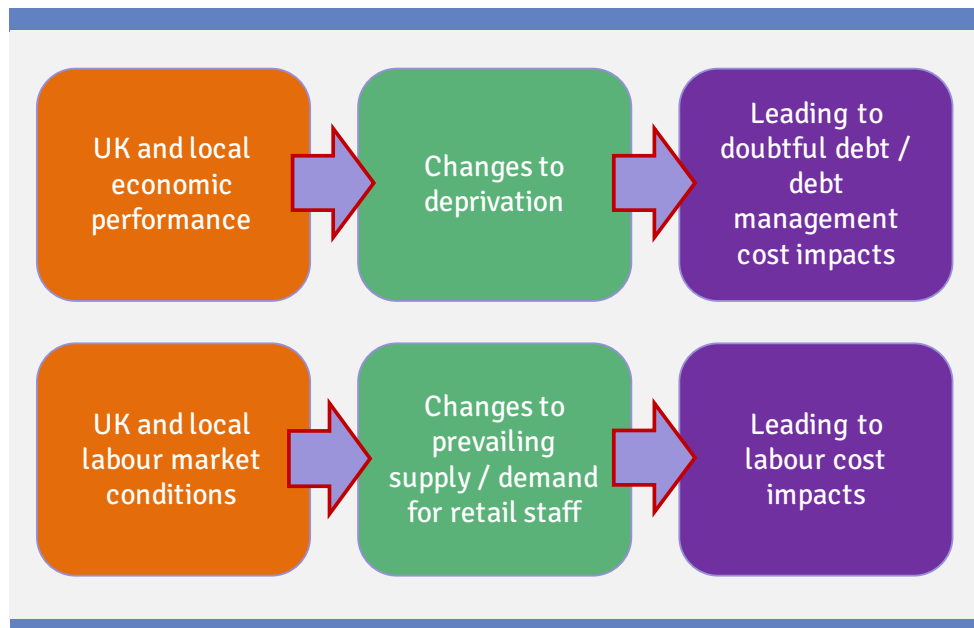 UK and local
economic
performance
Changes to
deprivation
Leading to
doubtful debt /
debt
management
cost impacts
UK and local
labour market
conditions
Changes to
prevailing
supply / demand
for retail staff
Leading to
labour cost
impacts